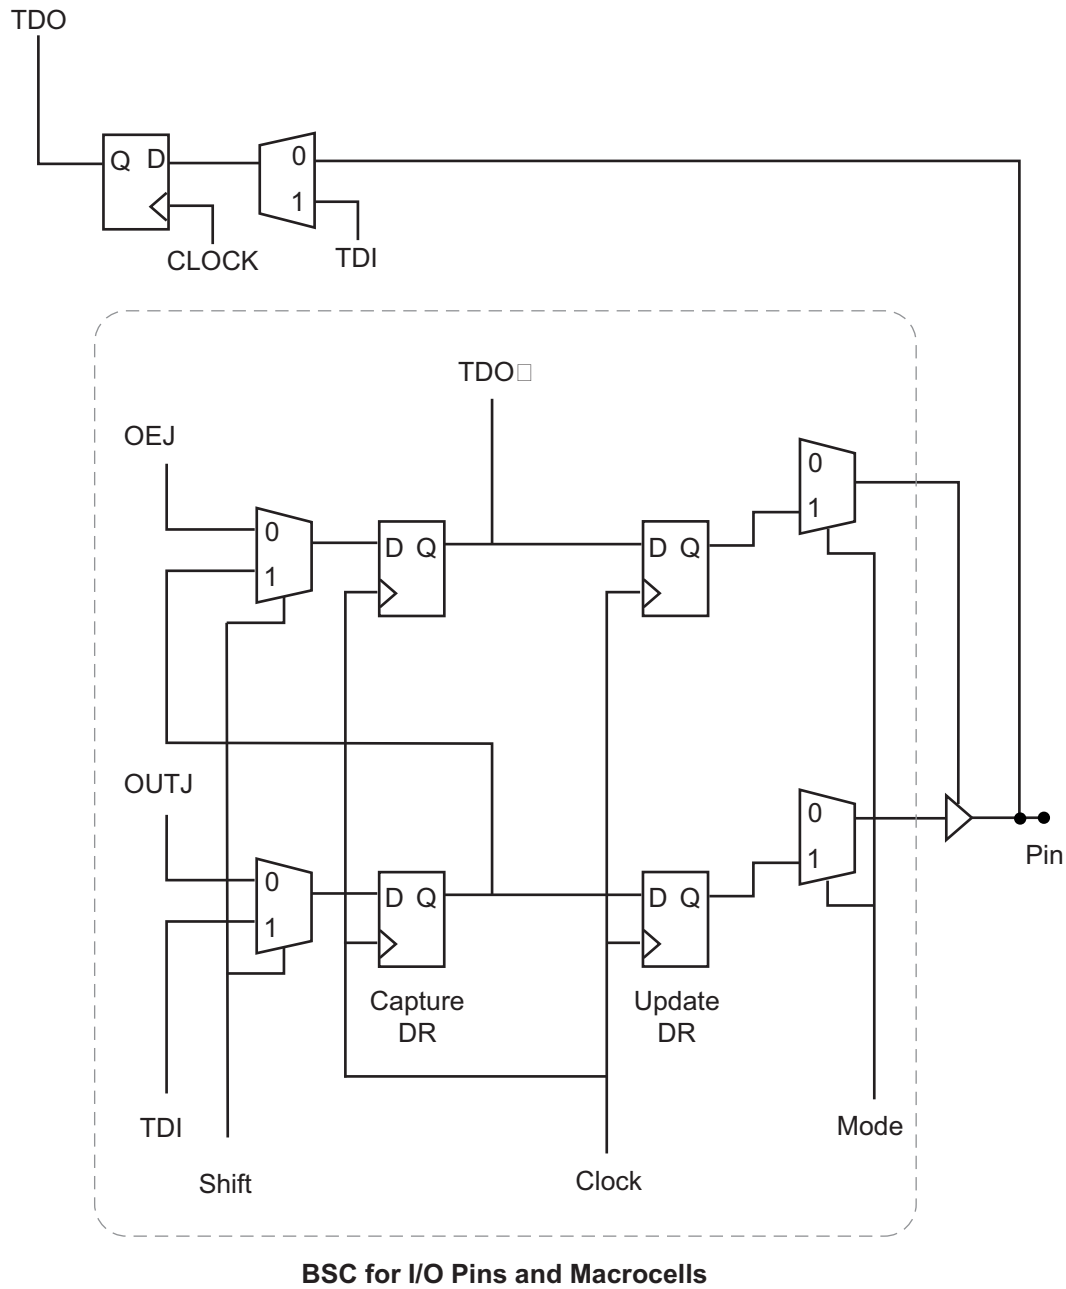 TDO
Q D
0
1
CLOCK
TDI
TDO□
OEJ
0
1
D Q
D Q
0
1
OUTJ
0
1
D Q
D Q
0
1
Pin
Capture
DR
Update
DR
TDI
Mode
Shift
Clock
BSC for I/O Pins and Macrocells